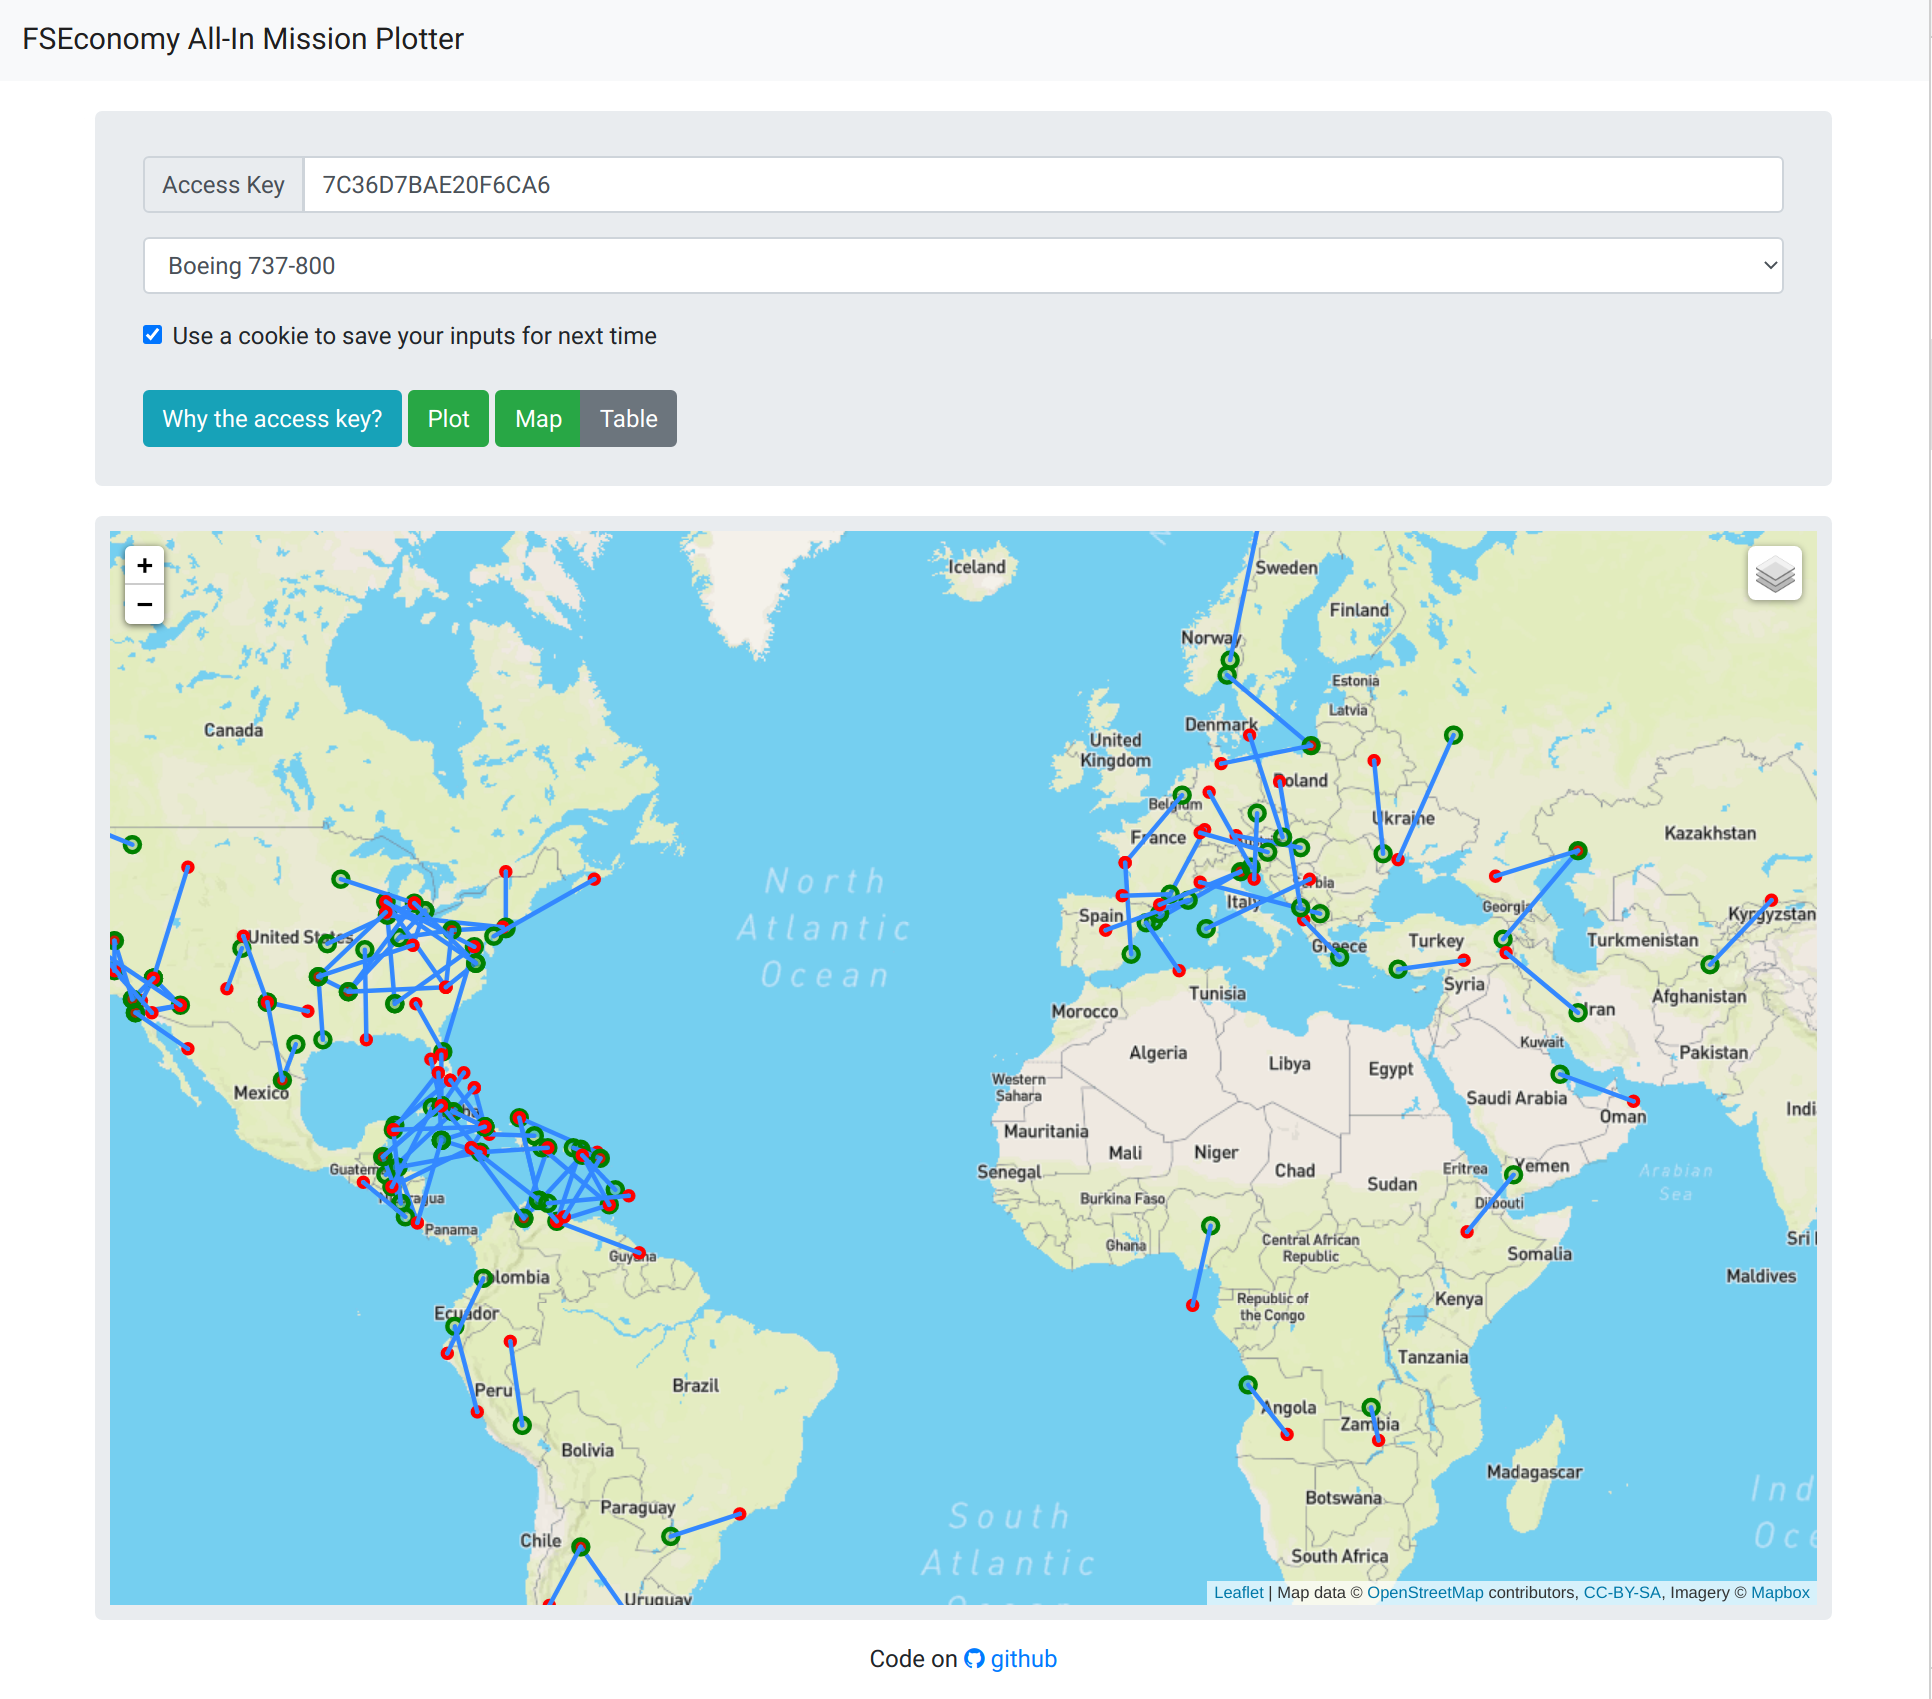 FSEconomy All-In Mission Plotter
Access Key
7C36D7BAE20F6CA6
Boeing 737-800
Use a cookie to save your inputs for next time
Why the access key?
Plot
Map
Table
+
−
Iceland
Sweden
Finland
Norway
Estonia
Latvia
Denmark
Canada
United
Kingdom
Poland
Belgium
Ukraine
France
Kazakhstan
North
Atlantic
Ocean
Serbia
Italy
Spain
Georgia
Kyrgyzstan
United States
Greece
Turkey
Turkmenistan
Syria
Tunisia
Afghanistan
Morocco
Iran
Kuwait
Pakistan
Algeria
Libya
Egypt
Mexico
Western
Sahara
Saudi Arabia
Indi
Oman
Mauritania
Mali
Niger
Chad
Sudan
Eritrea
Yemen
Arabian
Sea
Guatem
Senegal
Burkina Faso
Djibouti
Nicaragua
Panama
Ghana
Central African
Republic
Somalia
Sri
Guyana
Colombia
Maldives
Ecuador
Republic of
the Congo
Kenya
Tanzania
Peru
Brazil
Angola
Zambia
Bolivia
Madagascar
Botswana
Paraguay
South
Atlantic
Ind
Oce
Chile
South Africa
Uruguay
Leaflet | Map data © OpenStreetMap contributors, CC-BY-SA, Imagery © Mapbox
Code on github